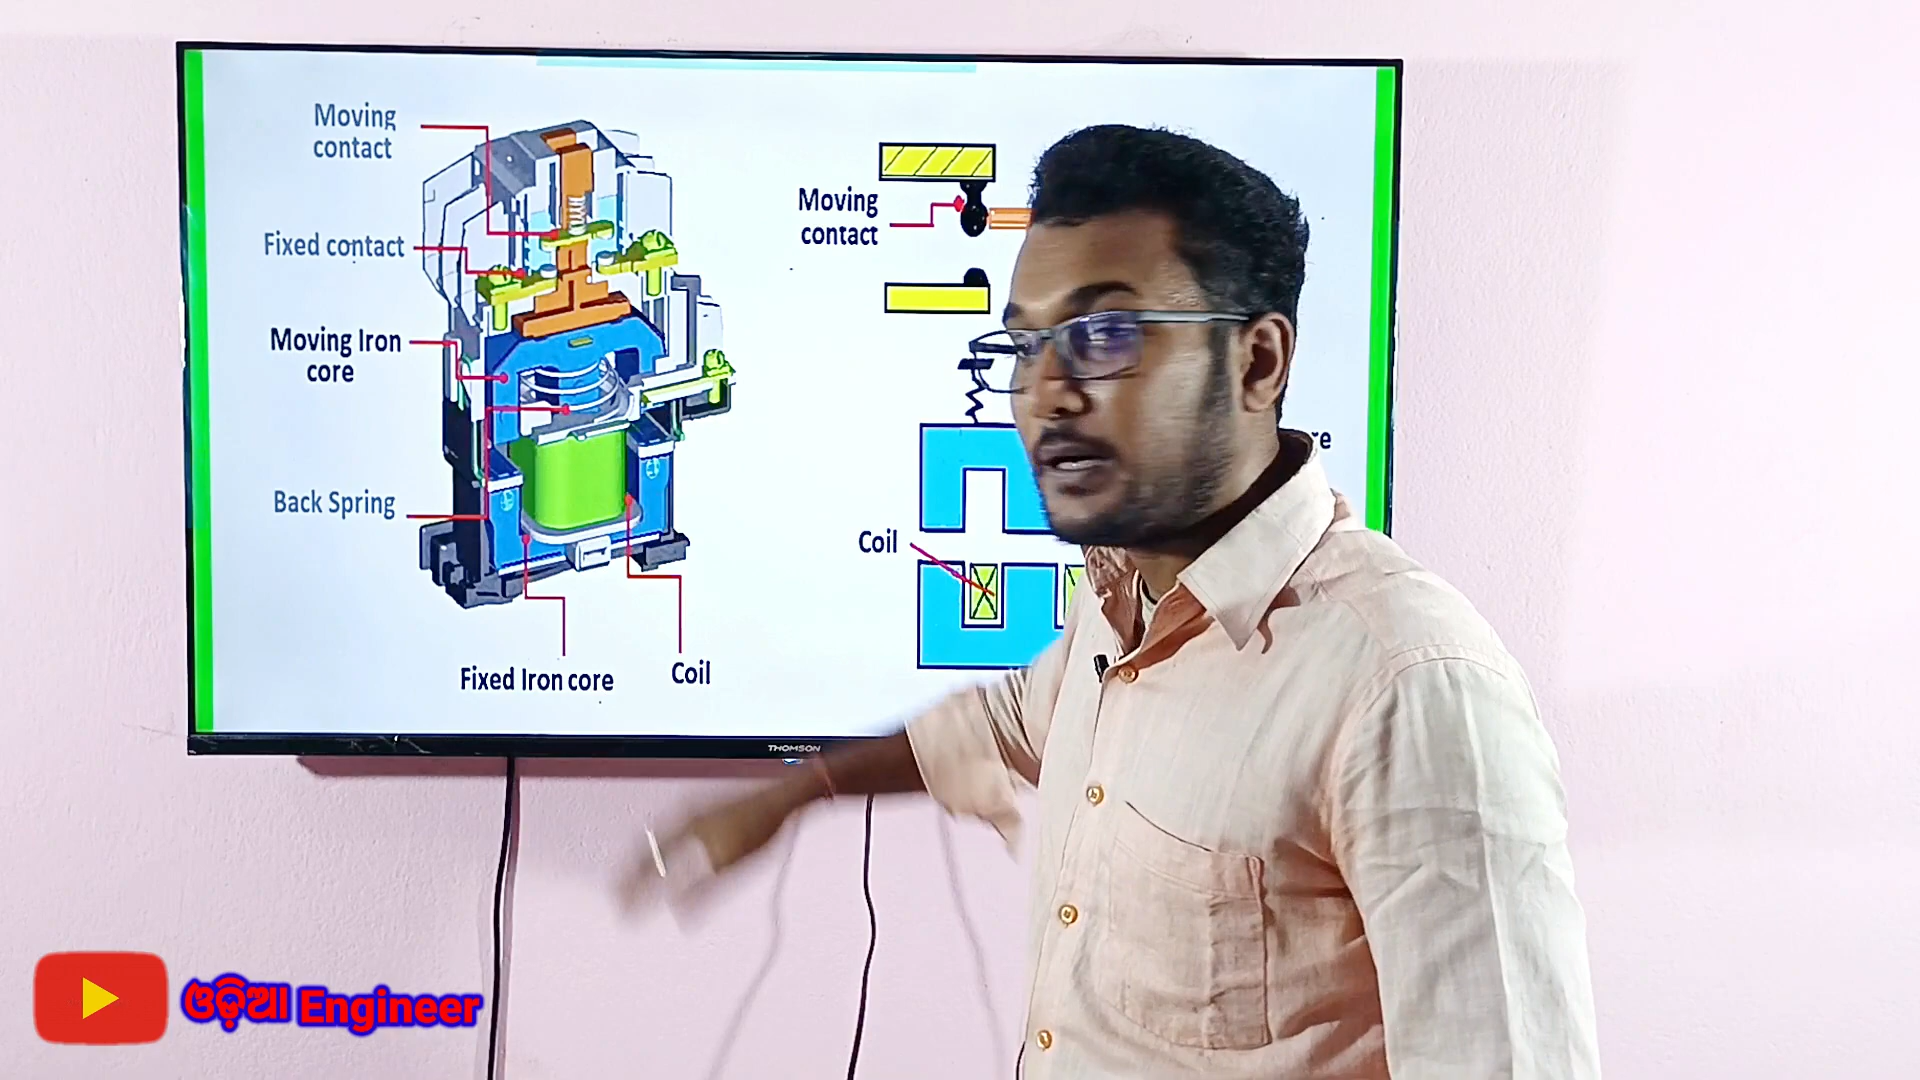 Moving
contact
Fixed contact
Moving Iron
core
Back Spring
Fixed Iron core
Coil
Moving
contact
Coil
THOMSON
ଓଡ଼ିଆ Engineer